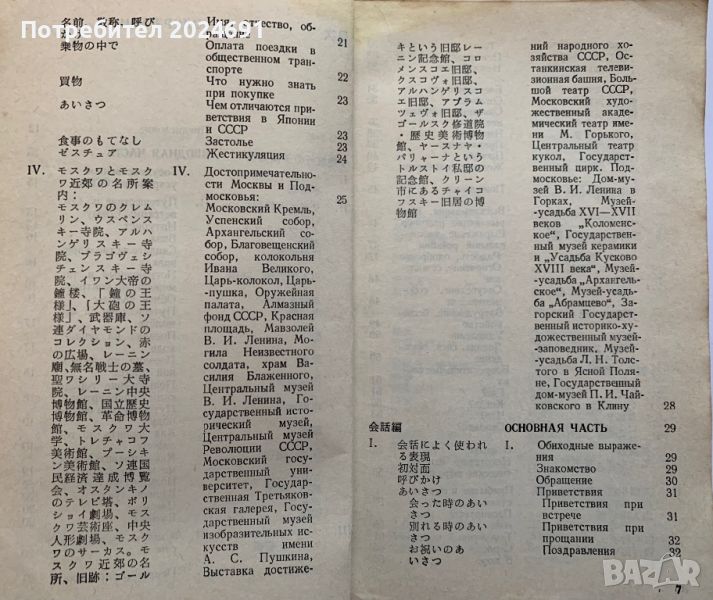 Потребител 2024691
名前、敬称、呼び
Имя, отчество, об-
21
乗物の中で
Оплата поездки в
общественном тран-
спорте
22
買物
Что нужно знать
при покупке
23
あいさつ
Чем отличаются при-
ветствия в Японии
и СССР
23
食事のもてなし
Застолье
23
ゼスチュア
Жестикуляция
24
IV. モスクワとモスク
ワ近郊の名所案
内:
モスクワのクレム
リン、ウスペンス
キー寺院、アルハ
ンゲリスキー寺
院、ブラゴヴェシ
チェンスキー寺
院、イワン大帝の
鐘楼、「鐘の王
様」、「大砲の王
様」、武器庫、ソ
連ダイヤモンドの
コレクション、赤
の広場、レーニン
廟、無名戦士の墓、
聖ワシリー大寺
院、レーニン中央
博物館、国立歴史
博物館、革命博物
館、モスクワ大
学、トレチャコフ
美術館、プーシキ
ン美術館、ソ連国
民経済達成博覧
会、オスタンキノ
のテレビ塔、ボリ
ショイ劇場、モス
クワ芸術座、中央
人形劇場、モスク
ワのサーカス。モ
スクワ近郊の名
所、旧跡:ゴール
IV. Достопримечатель-
ности Москвы и Под-
московья:
25
Московский Кремль,
Успенский собор,
Архангельский со-
бор, Благовещенский
собор, колокольня
Ивана Великого,
Царь-колокол, Царь-
-пушка, Оружейная
палата, Алмазный
фонд СССР, Красная
площадь, Мавзолей
В. И. Ленина, Мо-
гила Неизвестного
солдата, храм Ва-
силия Блаженного,
Центральный музей
В. И. Ленина, Го-
сударственный исто-
рический музей,
Центральный музей
Революции СССР,
Московский госу-
дарственный уни-
верситет, Государ-
ственная Третьяков-
ская галерея, Госу-
дарственный музей
изобразительных ис-
кусств имени
А. С. Пушкина,
Выставка достиже-
キという旧邸レー
ニン記念館、コロ
メンスコエ旧邸、
クスコヴォ旧邸、
アルハンゲリスコ
エ旧邸、アブラム
ツェヴォ旧邸、ザ
ゴールスク修道院
・歴史美術博物
館、ヤースナヤ・
パリャーナという
トルストイ私邸の
記念館、クリーン
市にあるチャイコ
フスキー旧居の博
物館
ний народного хо-
зяйства СССР, Ос-
танкинская телеви-
зионная башня, Боль-
шой театр СССР,
Московский худо-
жественный акаде-
мический театр име-
ни М. Горького,
Центральный театр
кукол, Государствен-
ный цирк. Под-
московье: Дом-му-
зей В. И. Ленина в
Горках, Музей-
-усадьба XVI—XVII
веков „Коломенс-
кое“, Государствен-
ный музей керамики
и „Усадьба Кусково
XVIII века“, Музей-
-усадьба „Архангель-
ское“, Музей-усадь-
ба „Абрамцево“, За-
горский Государст-
венный историко-ху-
дожественный музей-
-заповедник, Музей-
-усадьба Л. Н. Толс-
того в Ясной Поля-
не, Государственный
Дом-музей П. И. Чай-
ковского в Клину
28
会話編
ОСНОВНАЯ ЧАСТЬ
29
I. 会話によく使われ
る表現
I. Обиходные выраже-
ния
29
初対面
Знакомство
29
呼びかけ
Обращение
30
あいさつ
Приветствия
31
会った時のあい
さつ
Приветствия при
встрече
31
別れる時のあい
さつ
Приветствия при
прощании
32
お祝いのあ
いさつ
Поздравления
32
7
BAZAR